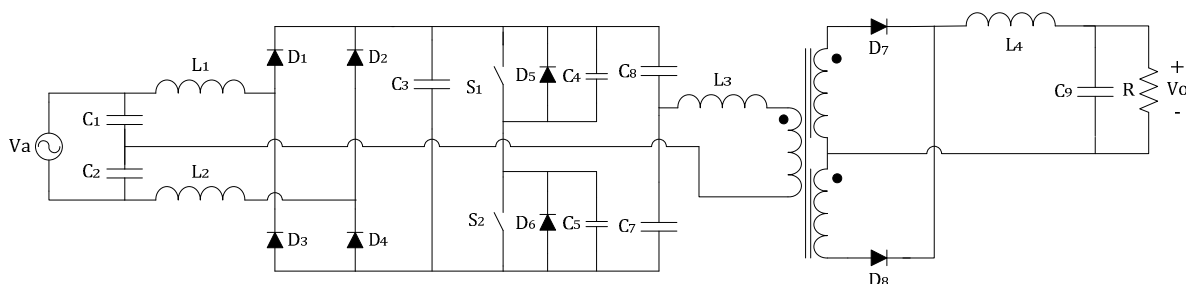 D1
D2
D7
L4
L1
C3
S1
D5
C4
C8
L3
C1
C9
R
+
Vo
-
Va
C2
L2
S2
D6
C5
C7
D3
D4
D8